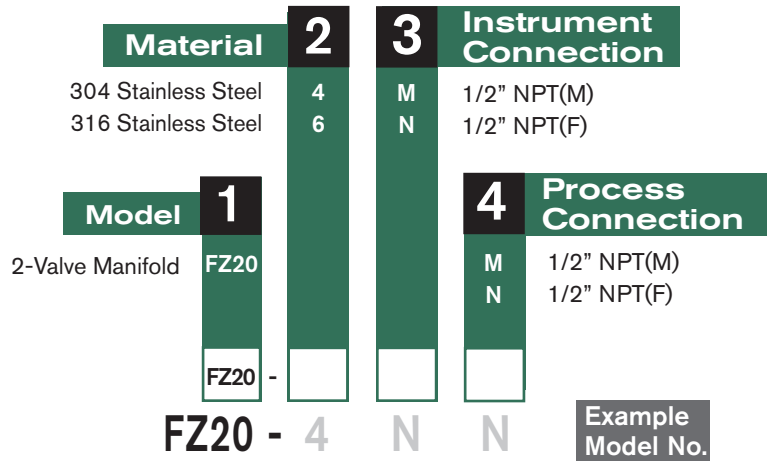 Material 2 3 Instrument
Connection
304 Stainless Steel 4 M 1/2” NPT(M)
316 Stainless Steel 6 N 1/2” NPT(F)
Model 1 4 Process
Connection
2-Valve Manifold FZ20 M 1/2” NPT(M)
N 1/2” NPT(F)
FZ20 -
FZ20 - 4 N N Example
Model No.